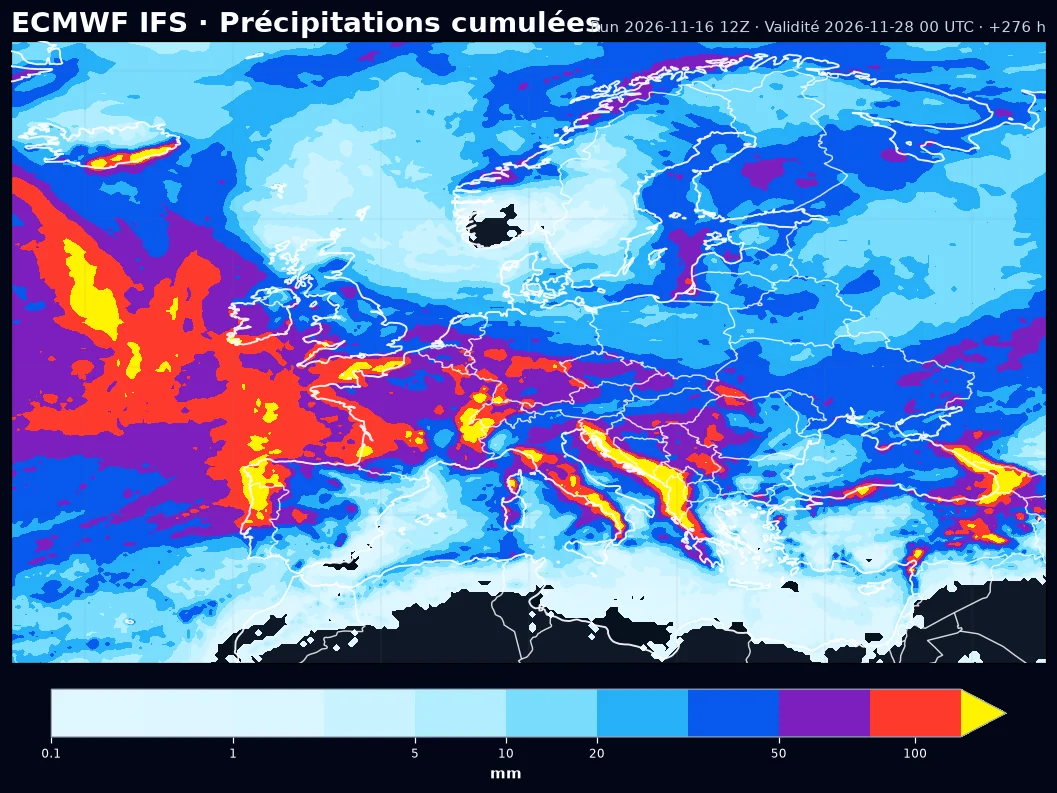 ECMWF IFS · Précipitations cumulées
Run 2026-11-16 12Z · Validité 2026-11-28 00 UTC · +276 h
0.1 1 5 10 20 50 100
mm